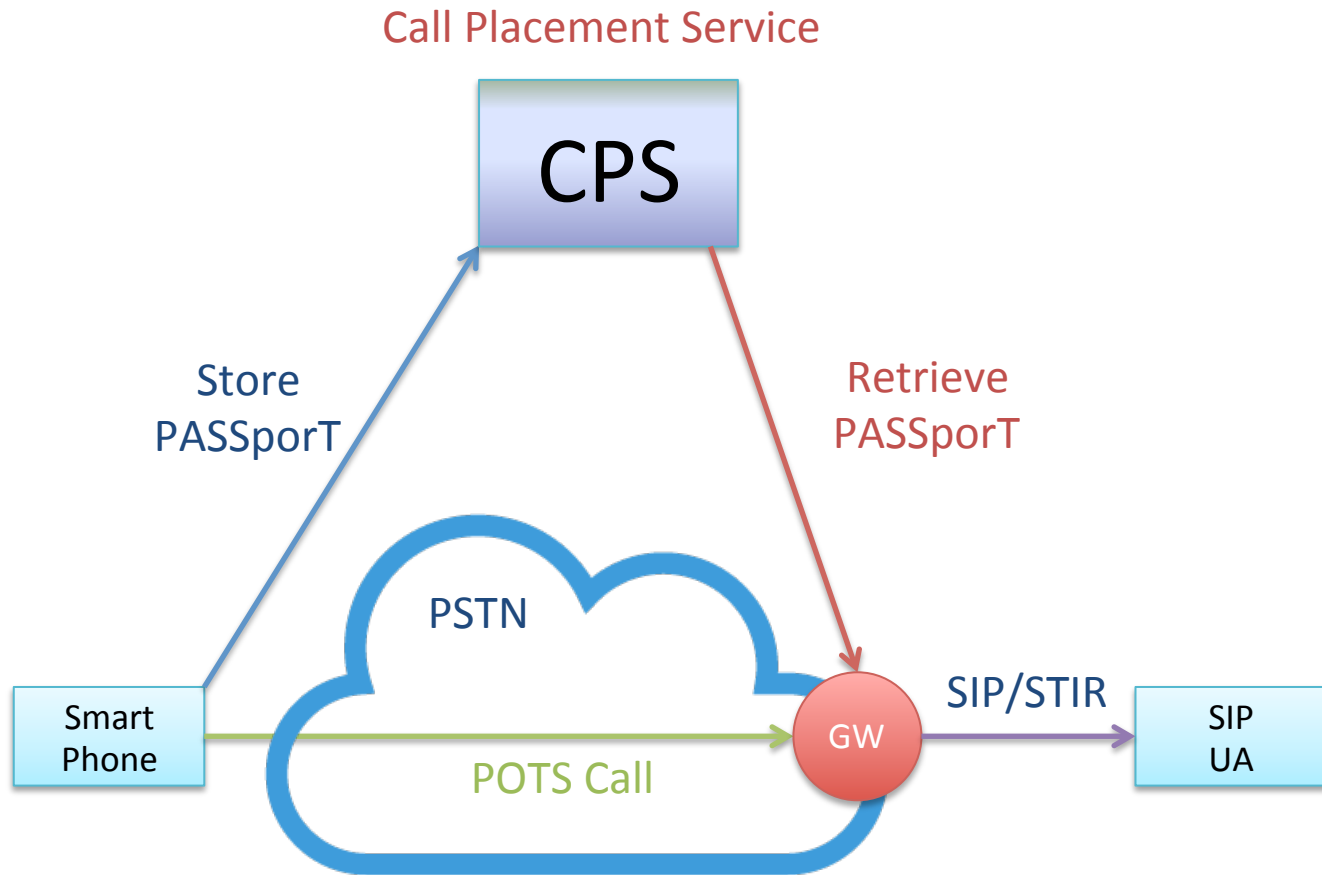 Call Placement Service
CPS
Store
PASSporT
Retrieve
PASSporT
PSTN
Smart
Phone
POTS Call
GW
SIP/STIR
SIP
UA